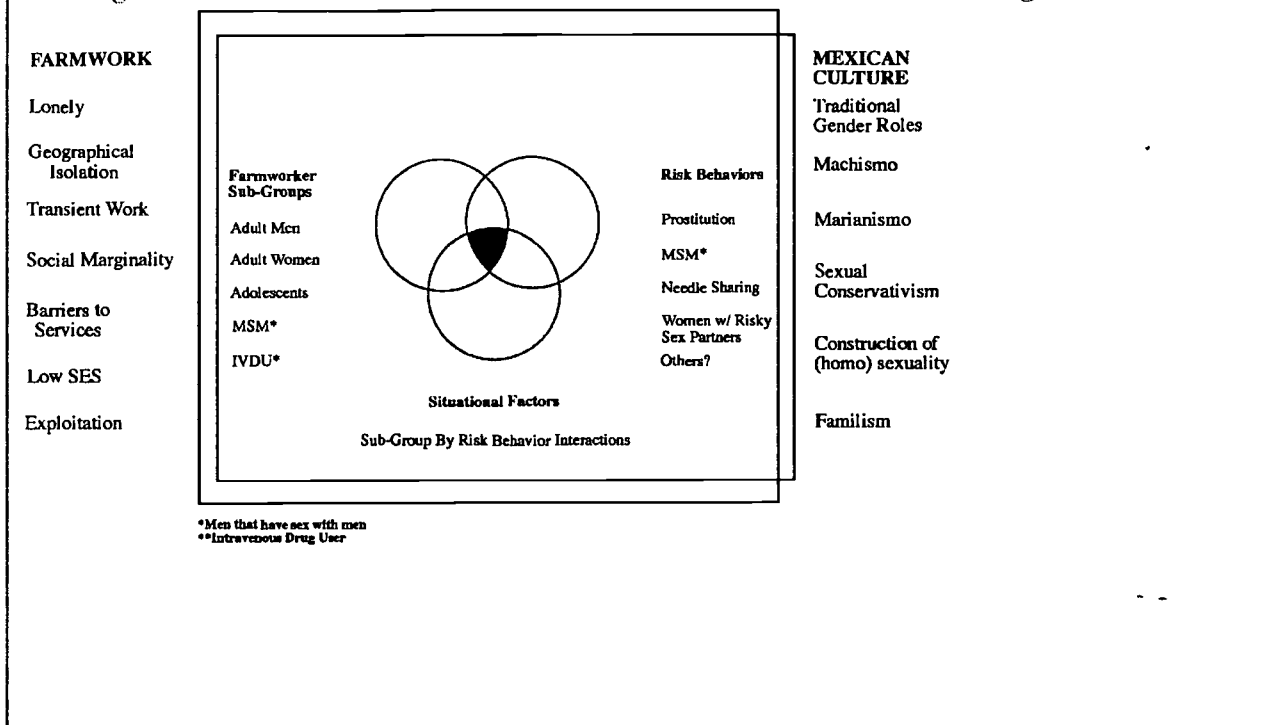 FARMWORK
Lonely
Geographical
Isolation
Transient Work
Social Marginality
Barriers to
Services
Low SES
Exploitation
Farmworker
Sub-Groups
Adult Men
Adult Women
Adolescents
MSM*
IVDU*
Risk Behaviors
Prostitution
MSM*
Needle Sharing
Women w/ Risky
Sex Partners
Others?
Situational Factors
Sub-Group By Risk Behavior Interactions
MEXICAN
CULTURE
Traditional
Gender Roles
Machismo
Marianismo
Sexual
Conservativism
Construction of
(homo) sexuality
Familism
*Men that have sex with men
**Intravenous Drug User